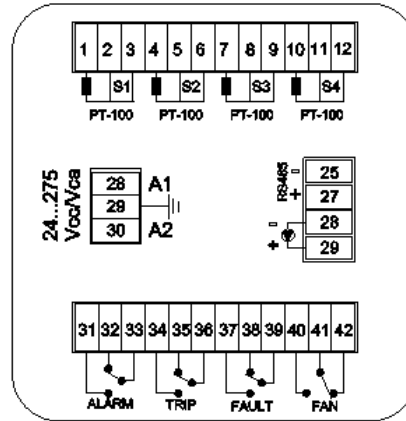 1 2 3 4 5 6 7 8 9 10 11 12
S1 S2 S3 S4
PT-100 PT-100 PT-100 PT-100
24...275
Vcc/Vca
28 A1
29
30 A2
RS485
- 25
+ 27
- 28
+ 29
31 32 33 34 35 36 37 38 39 40 41 42
ALARM TRIP FAULT FAN